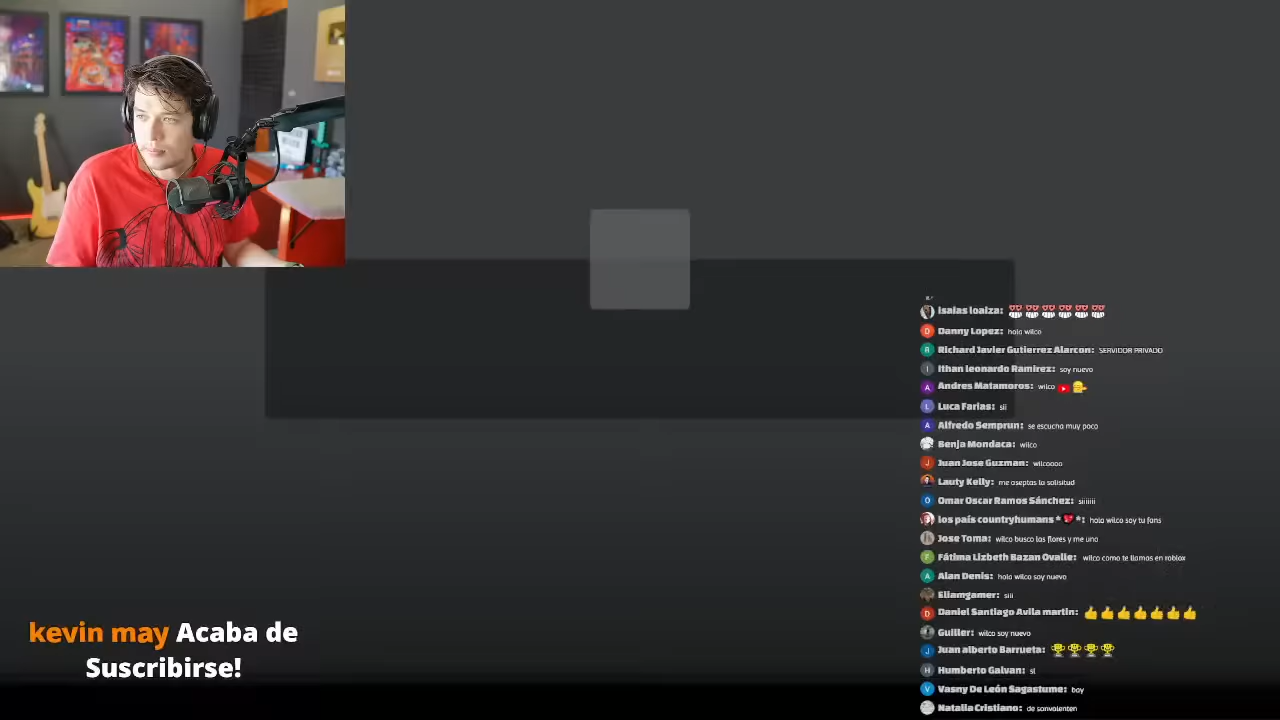 Isaias loaiza:
Danny Lopez: hola wilco
Richard Javier Gutierrez Alarcon: SERVIDOR PRIVADO
Ithan leonardo Ramirez: soy nuevo
Andres Matamoros: wilco
Luca Farias: sii
Alfredo Semprun: se escucha muy poco
Benja Mondaca: wilco
Juan Jose Guzman: wilcoooo
Lauty Kelly: me aseptas la solisitud
Omar Oscar Ramos Sánchez: siiiiiii
los país countryhumans * *: hola wilco soy tu fans
Jose Toma: wilco busco las flores y me uno
Fátima Lizbeth Bazan Ovalle: wilco como te llamas en roblox
Alan Denis: hola wilco soy nuevo
Eliamgamer: siii
Daniel Santiago Avila martin:
Guiller: wilco soy nuevo
Juan alberto Barrueta:
Humberto Galvan: si
Vasny De León Sagastume: bay
Natalia Cristiano: de sanvalenten
kevin may Acaba de
Suscribirse!